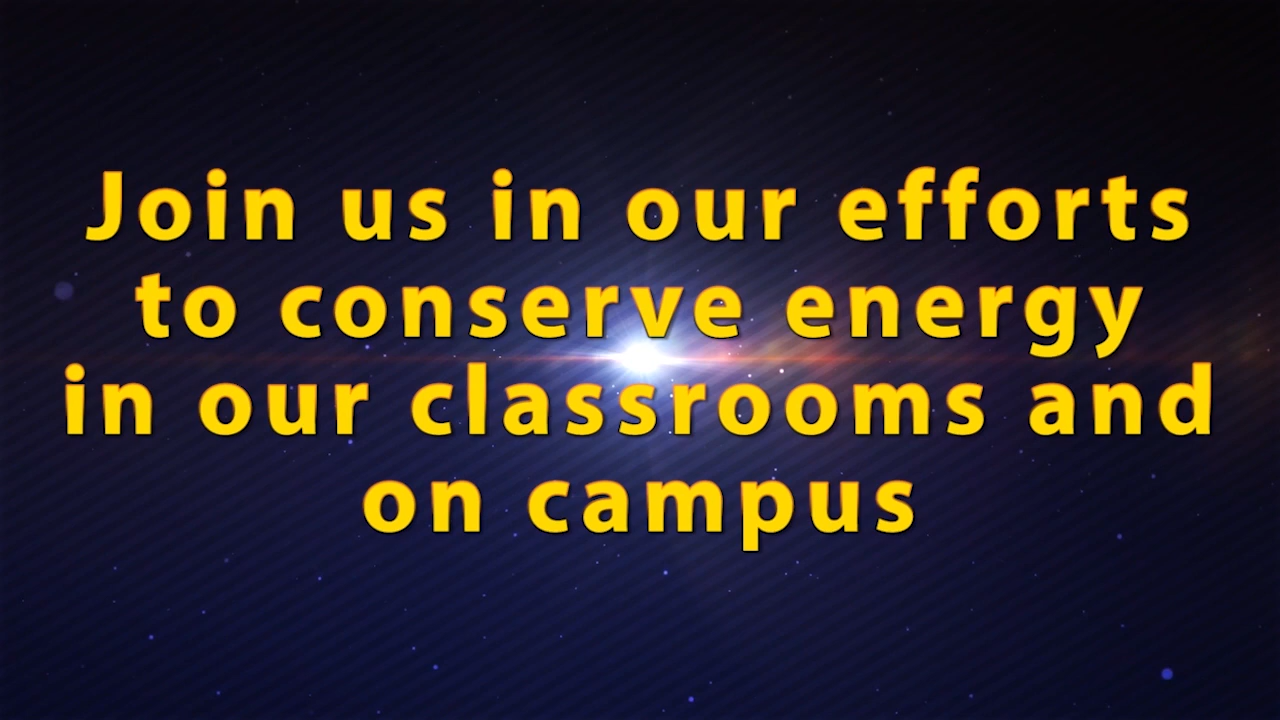 Join us in our efforts
to conserve energy
in our classrooms and
on campus